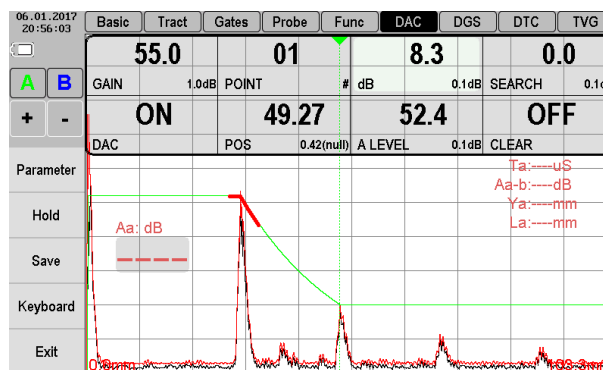 06.01.2017
20:56:03
Basic Tract Gates Probe Func DAC DGS DTC TVG
55.0 01 8.3 0.0
GAIN 1.0dB POINT # dB 0.1dB SEARCH
A B
ON 49.27 52.4 OFF
+ -
DAC POS 0.42(null) A LEVEL 0.1dB CLEAR
Parameter
Ta:----uS
Aa-b:----dB
Ya:----mm
La:----mm
Hold
Aa: dB
----
Save
Keyboard
Exit